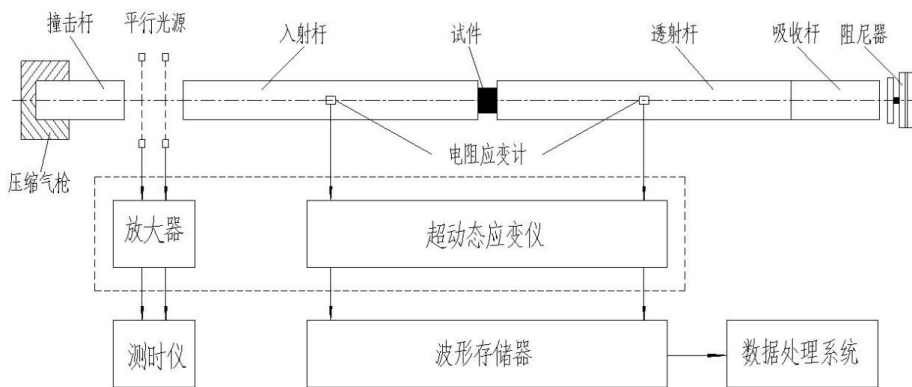 撞击杆
平行光源
入射杆
试件
透射杆
吸收杆
阻尼器
压缩气枪
电阻应变计
放大器
超动态应变仪
测时仪
波形存储器
数据处理系统